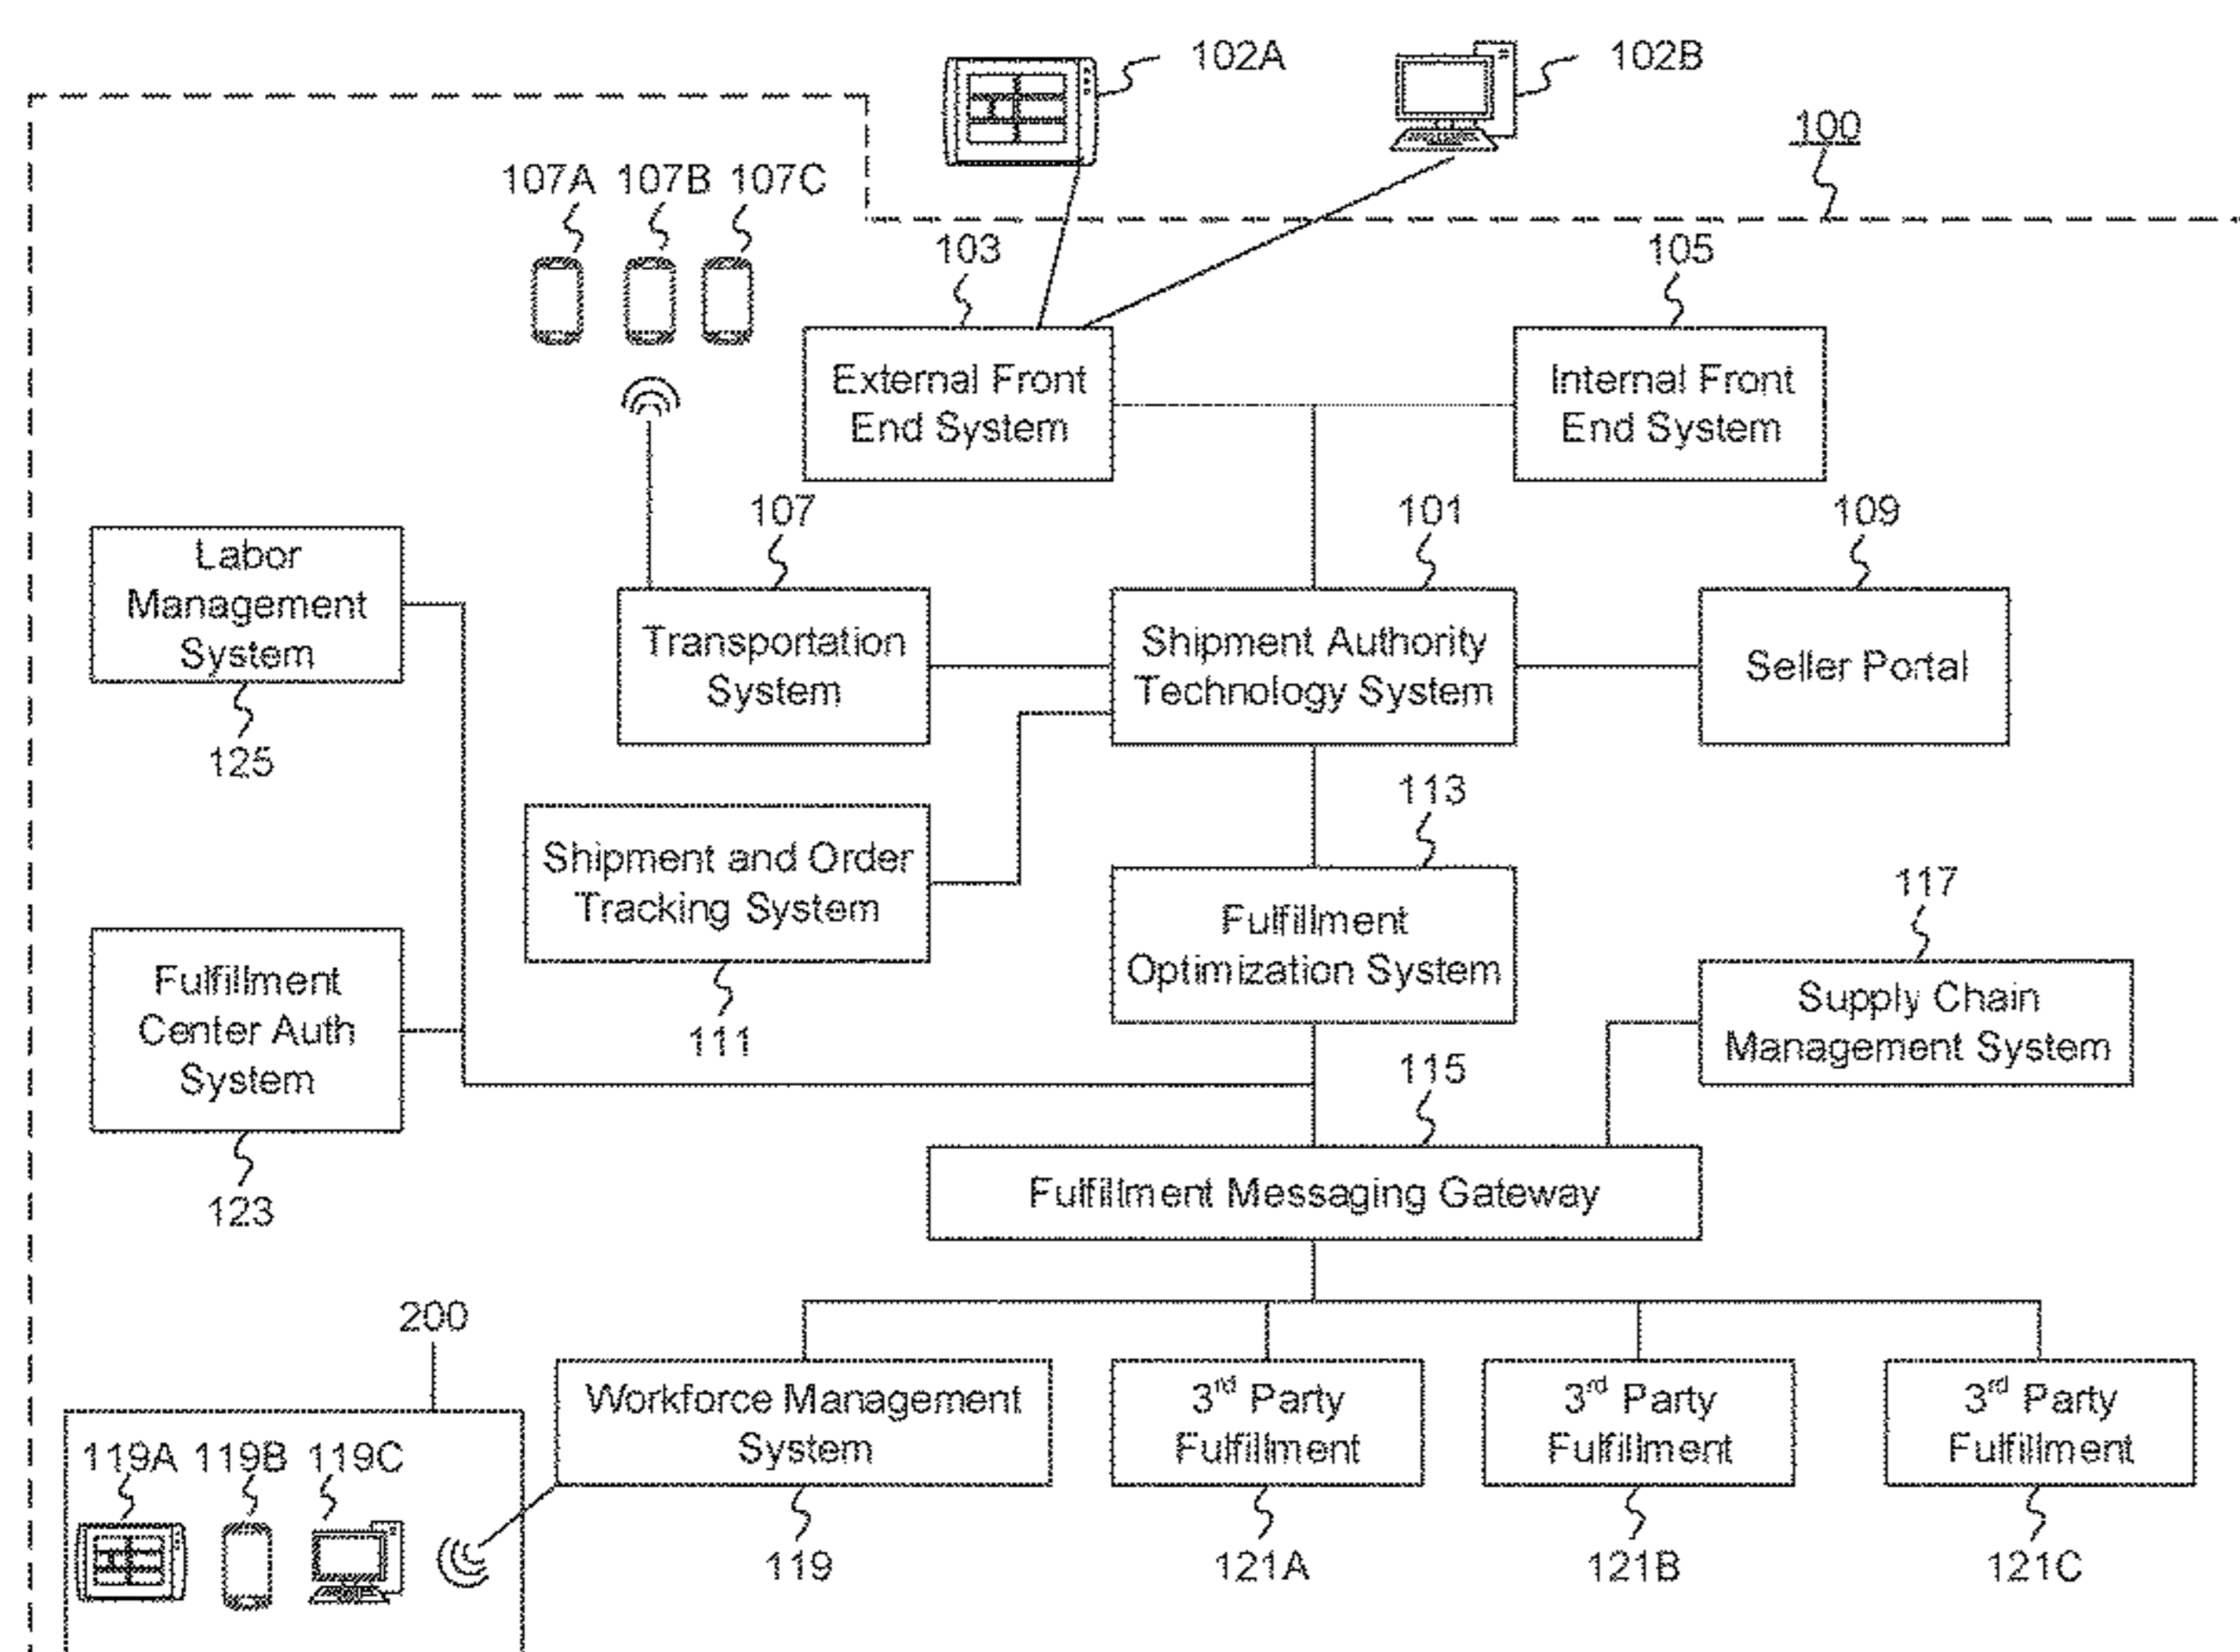 102A
102B
100
107A 107B 107C
103
105
External Front
End System
Internal Front
End System
107
101
109
Labor
Management
System
Transportation
System
Shipment Authority
Technology System
Seller Portal
125
113
Shipment and Order
Tracking System
117
Fulfillment
Optimization System
Fulfillment
Center Auth
System
Supply Chain
Management System
111
115
123
Fulfillment Messaging Gateway
200
Workforce Management
System
3rd Party
Fulfillment
3rd Party
Fulfillment
3rd Party
Fulfillment
119A 119B 119C
119
121A
121B
121C